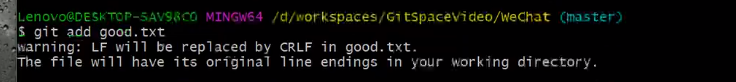 Lenovo@DESKTOP-SAV98CO MINGW64 /d/workspaces/GitSpaceVideo/WeChat (master)
$ git add good.txt
warning: LF will be replaced by CRLF in good.txt.
The file will have its original line endings in your working directory.